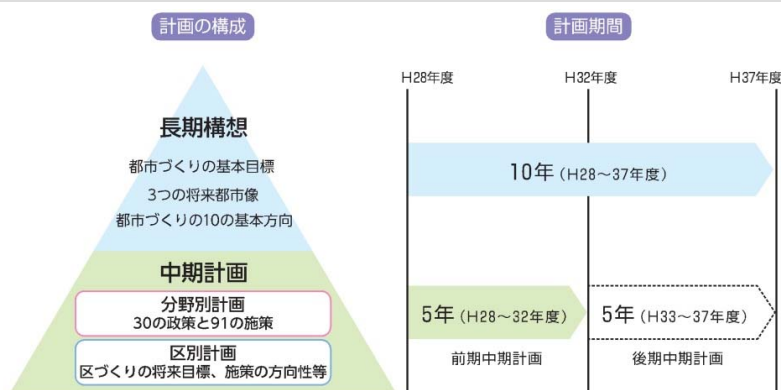 計画の構成
長期構想
都市づくりの基本目標
3つの将来都市像
都市づくりの10の基本方向
中期計画
分野別計画
30の政策と91の施策
区別計画
区づくりの将来目標、施策の方向性等
計画期間
H28年度
H32年度
H37年度
10年（H28～37年度）
5年（H28～32年度）
5年（H33～37年度）
前期中期計画
後期中期計画